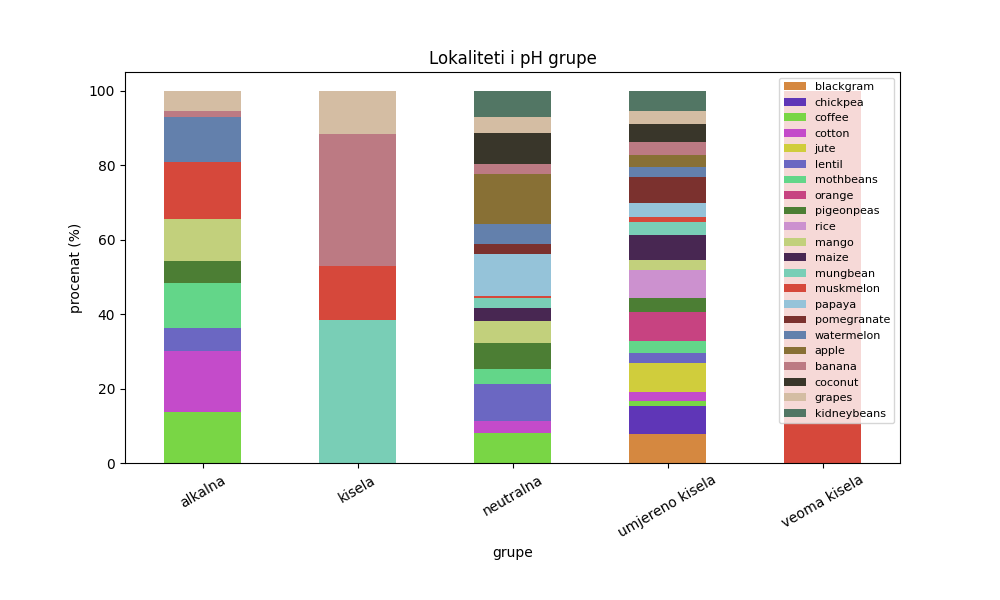 Lokaliteti i pH grupe
procenat (%)
100
80
60
40
20
0
blackgram
chickpea
coffee
cotton
jute
lentil
mothbeans
orange
pigeonpeas
rice
mango
maize
mungbean
muskmelon
papaya
pomegranate
watermelon
apple
banana
coconut
grapes
kidneybeans
alkalna
kisela
neutralna
umjereno kisela
veoma kisela
grupe